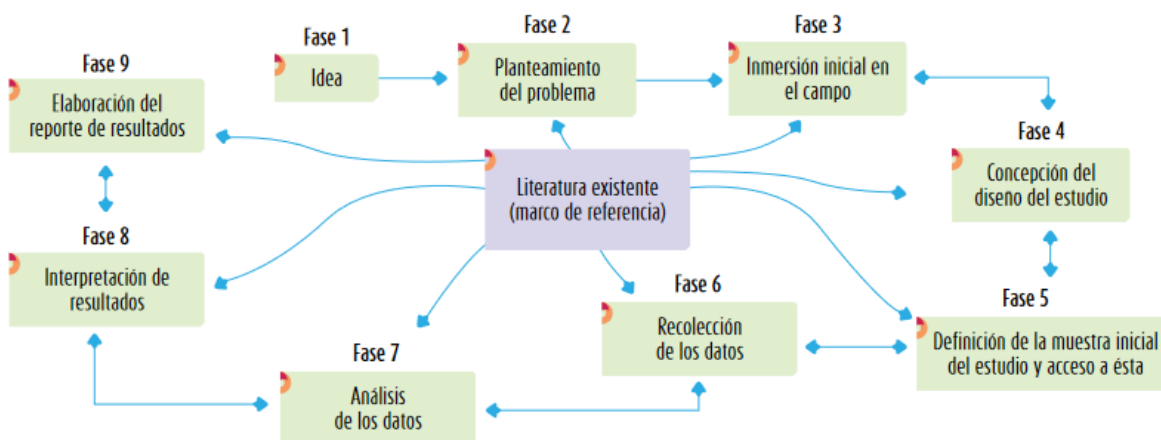 Fase 1
Idea
Fase 2
Planteamiento
del problema
Fase 3
Inmersión inicial en
el campo
Fase 4
Concepción del
diseno del estudio
Fase 5
Definición de la muestra inicial
del estudio y acceso a ésta
Fase 6
Recolección
de los datos
Fase 7
Análisis
de los datos
Fase 8
Interpretación de
resultados
Fase 9
Elaboración del
reporte de resultados
Literatura existente
(marco de referencia)